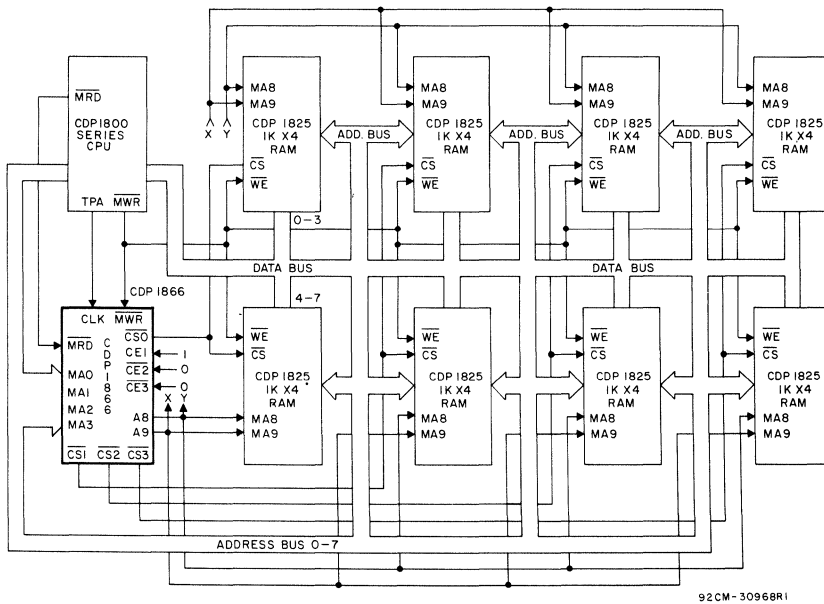 MRD
CDP1800
SERIES
CPU
TPA MWR
X Y
MA8
MA9
CDP 1825
1K X4
RAM
CS
WE
0-3
ADD. BUS
MA8
MA9
CDP 1825
1K X4
RAM
CS
WE
ADD. BUS
MA8
MA9
CDP 1825
1K X4
RAM
CS
WE
ADD. BUS
MA8
MA9
CDP 1825
1K X4
RAM
CS
WE
DATA BUS
DATA BUS
CDP 1866
CLK MWR
MRD
CDP1866
MA0
MA1
MA2
MA3
CS0
CE1
CE2
CE3
A8
A9
1
0
0
X Y
CS1 CS2 CS3
4-7
WE
CS
CDP 1825
1K X4
RAM
MA8
MA9
WE
CS
CDP 1825
1K X4
RAM
MA8
MA9
WE
CS
CDP 1825
1K X4
RAM
MA8
MA9
WE
CS
CDP 1825
1K X4
RAM
MA8
MA9
ADDRESS BUS 0-7
92CM-30968R1